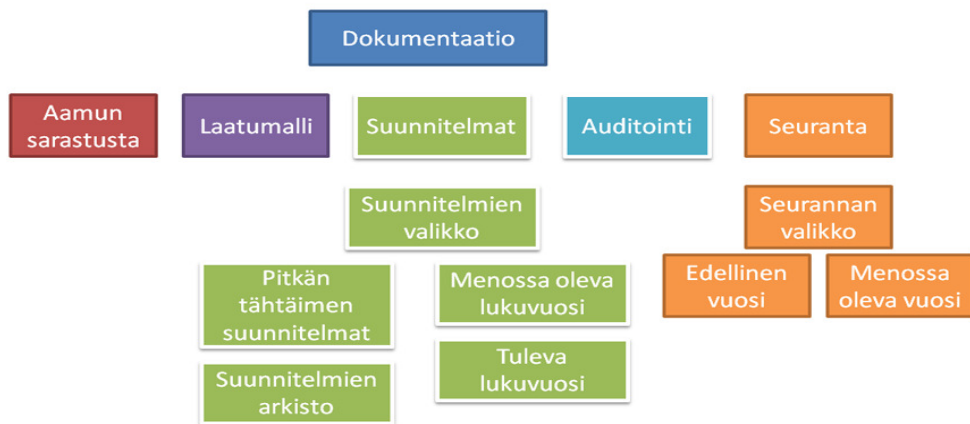 Dokumentaatio
Aamun
sarastusta
Laatumalli
Suunnitelmat
Auditointi
Seuranta
Suunnitelmien
valikko
Seurannan
valikko
Pitkän
tähtäimen
suunnitelmat
Menossa oleva
lukuvuosi
Edellinen
vuosi
Menossa
oleva vuosi
Suunnitelmien
arkisto
Tuleva
lukuvuosi